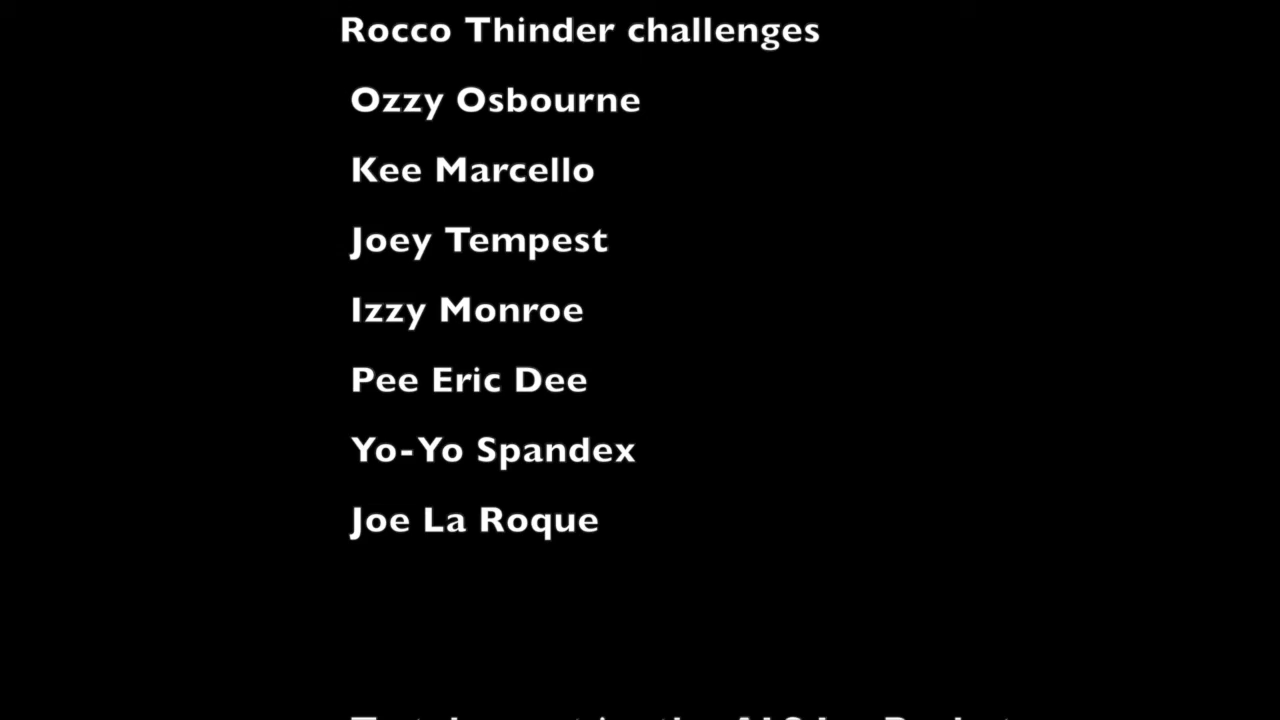 Rocco Thinder challenges
Ozzy Osbourne
Kee Marcello
Joey Tempest
Izzy Monroe
Pee Eric Dee
Yo-Yo Spandex
Joe La Roque